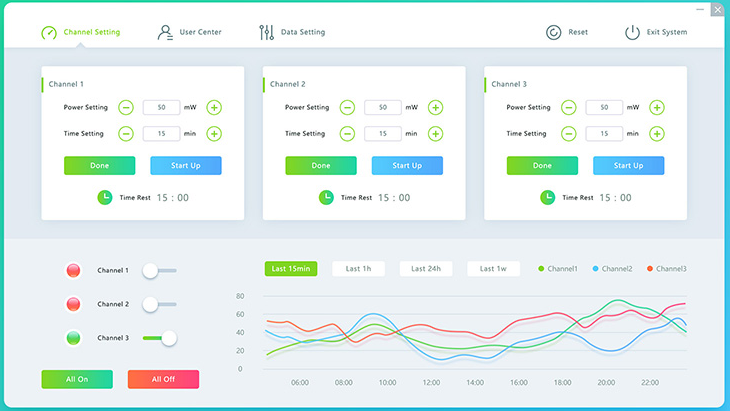 Channel Setting User Center Data Setting Reset Exit System
Channel 1 Channel 2 Channel 3
Power Setting 50 mW Power Setting 50 mW Power Setting 50 mW
Time Setting 15 min Time Setting 15 min Time Setting 15 min
Done Start Up Done Start Up Done Start Up
Time Rest 15 : 00 Time Rest 15 : 00 Time Rest 15 : 00
Channel 1
Channel 2
Channel 3
All On All Off
Last 15min Last 1h Last 24h Last 1w Channel1 Channel2 Channel3
80
60
40
20
0
06:00 08:00 10:00 12:00 14:00 16:00 18:00 20:00 22:00